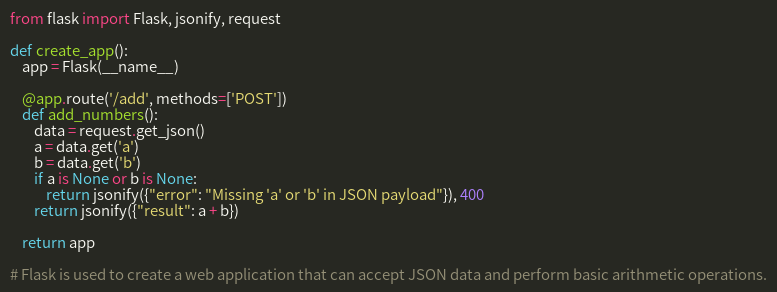 from flask import Flask, jsonify, request

def create_app():
    app = Flask(__name__)

    @app.route('/add', methods=['POST'])
    def add_numbers():
        data = request.get_json()
        a = data.get('a')
        b = data.get('b')
        if a is None or b is None:
            return jsonify({"error": "Missing 'a' or 'b' in JSON payload"}), 400
        return jsonify({"result": a + b})

    return app

# Flask is used to create a web application that can accept JSON data and perform basic arithmetic operations.